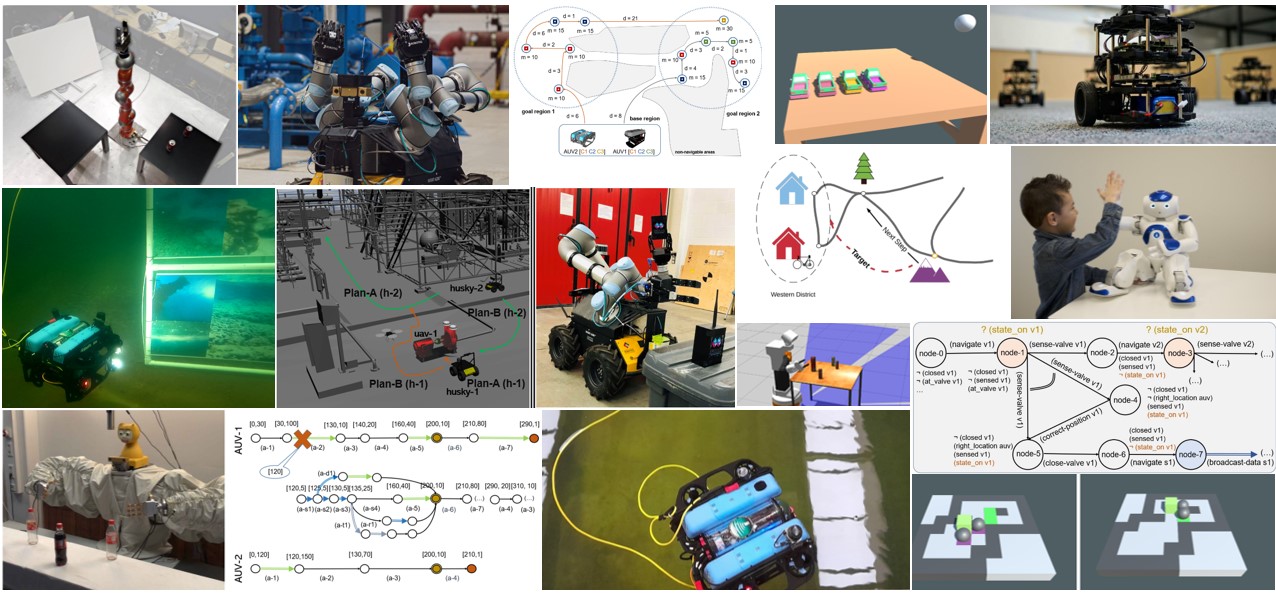 d = 1
d = 21
d = 6
m = 15
m = 15
m = 30
d = 2
m = 10
m = 10
d = 3
m = 10
goal region 1
d = 6
m = 5
m = 5
d = 3
d = 2
d = 1
m = 10
m = 10
d = 4
d = 3
m = 15
m = 15
d = 8
base region
goal region 2
AUV2 [C1 C2 C3]
AUV1 [C1 C2 C3]
non-navigable areas
Plan-A (h-2)
husky-2
Plan-B (h-2)
uav-1
Plan-B (h-1)
Plan-A (h-1)
husky-1
Next Step
Target
Western District
? (state_on v1)
? (state_on v2)
node-0
(navigate v1)
node-1
(sense-valve v1)
node-2
(navigate v2)
node-3
(sense-valve v2)
(...)
¬ (closed v1)
¬ (at_valve v1)
...
¬ (closed v1)
¬ (sensed v1)
(at_valve v1)
(closed v1)
(sensed v1)
¬ (state_on v1)
(...)
(sense-valve v1)
(sense-valve v1)
node-4
¬ (closed v1)
¬ (right_location auv)
(sensed v1)
(state_on v1)
(correct-position v1)
¬ (closed v1)
(right_location auv)
(sensed v1)
(state_on v1)
node-5
(close-valve v1)
node-6
(closed v1)
(sensed v1)
¬ (state_on v1)
(navigate s1)
node-7
(broadcast-data s1)
(...)
AUV-1
[0,30]
[30,100]
[130,10]
[140,20]
[160,40]
[200,10]
[210,80]
[290,1]
(a-1)
(a-2)
(a-3)
(a-4)
(a-5)
(a-6)
(a-7)
[120]
(a-d1)
[120,5]
[125,5]
[130,5]
[135,25]
[160,40]
[200,10]
[210,80]
(...)
[290, 20]
[310, 10]
(...)
(a-s1)
(a-s2)
(a-s3)
(a-s4)
(a-5)
(a-6)
(a-7)
(a-4)
(a-3)
(a-t1)
(a-r1)
AUV-2
[0,120]
[120,150]
[130,70]
[200,10]
[210,1]
(a-1)
(a-2)
(a-3)
(a-4)